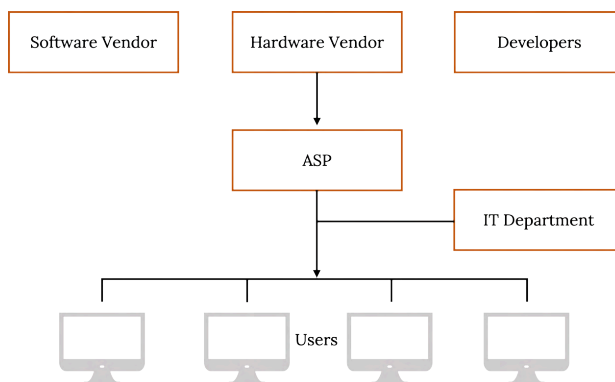 Software Vendor
Hardware Vendor
Developers
ASP
IT Department
Users